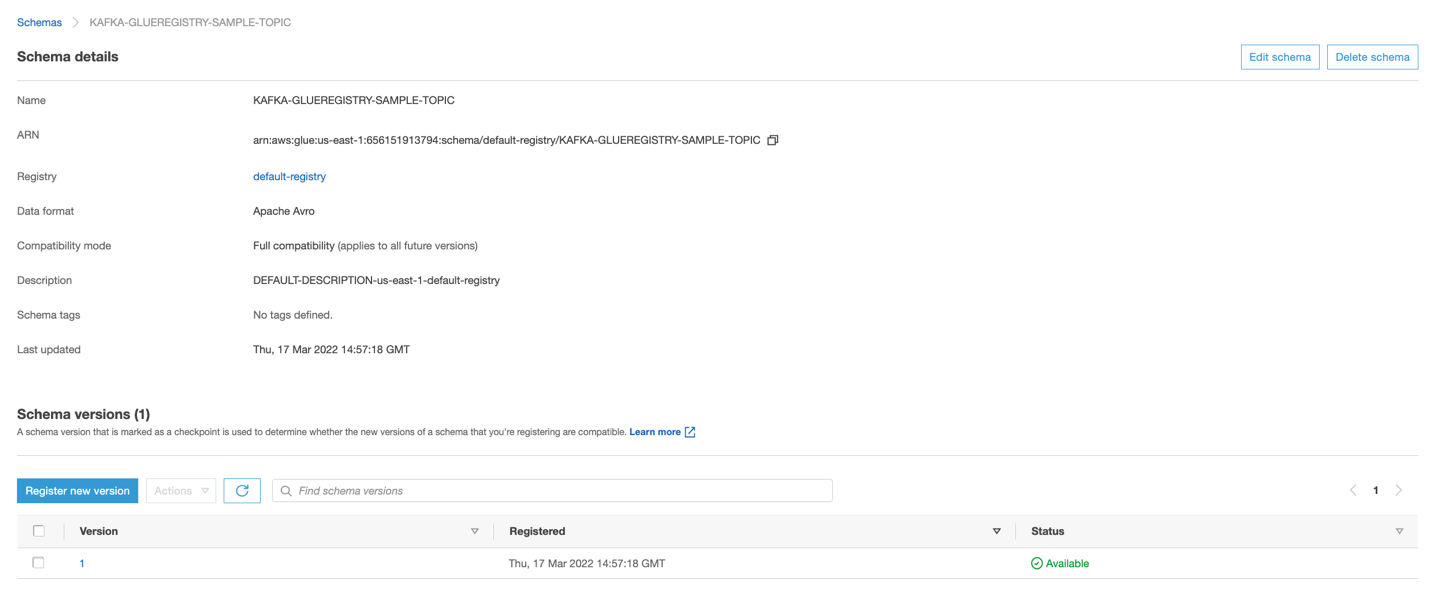 Schemas > KAFKA-GLUEREGISTRY-SAMPLE-TOPIC
Schema details
Edit schema
Delete schema
Name
KAFKA-GLUEREGISTRY-SAMPLE-TOPIC
ARN
arn:aws:glue:us-east-1:656151913794:schema/default-registry/KAFKA-GLUEREGISTRY-SAMPLE-TOPIC
Registry
default-registry
Data format
Apache Avro
Compatibility mode
Full compatibility (applies to all future versions)
Description
DEFAULT-DESCRIPTION-us-east-1-default-registry
Schema tags
No tags defined.
Last updated
Thu, 17 Mar 2022 14:57:18 GMT
Schema versions (1)
A schema version that is marked as a checkpoint is used to determine whether the new versions of a schema that you're registering are compatible. Learn more
Register new version
Actions
Find schema versions
1
Version
Registered
Status
1
Thu, 17 Mar 2022 14:57:18 GMT
Available